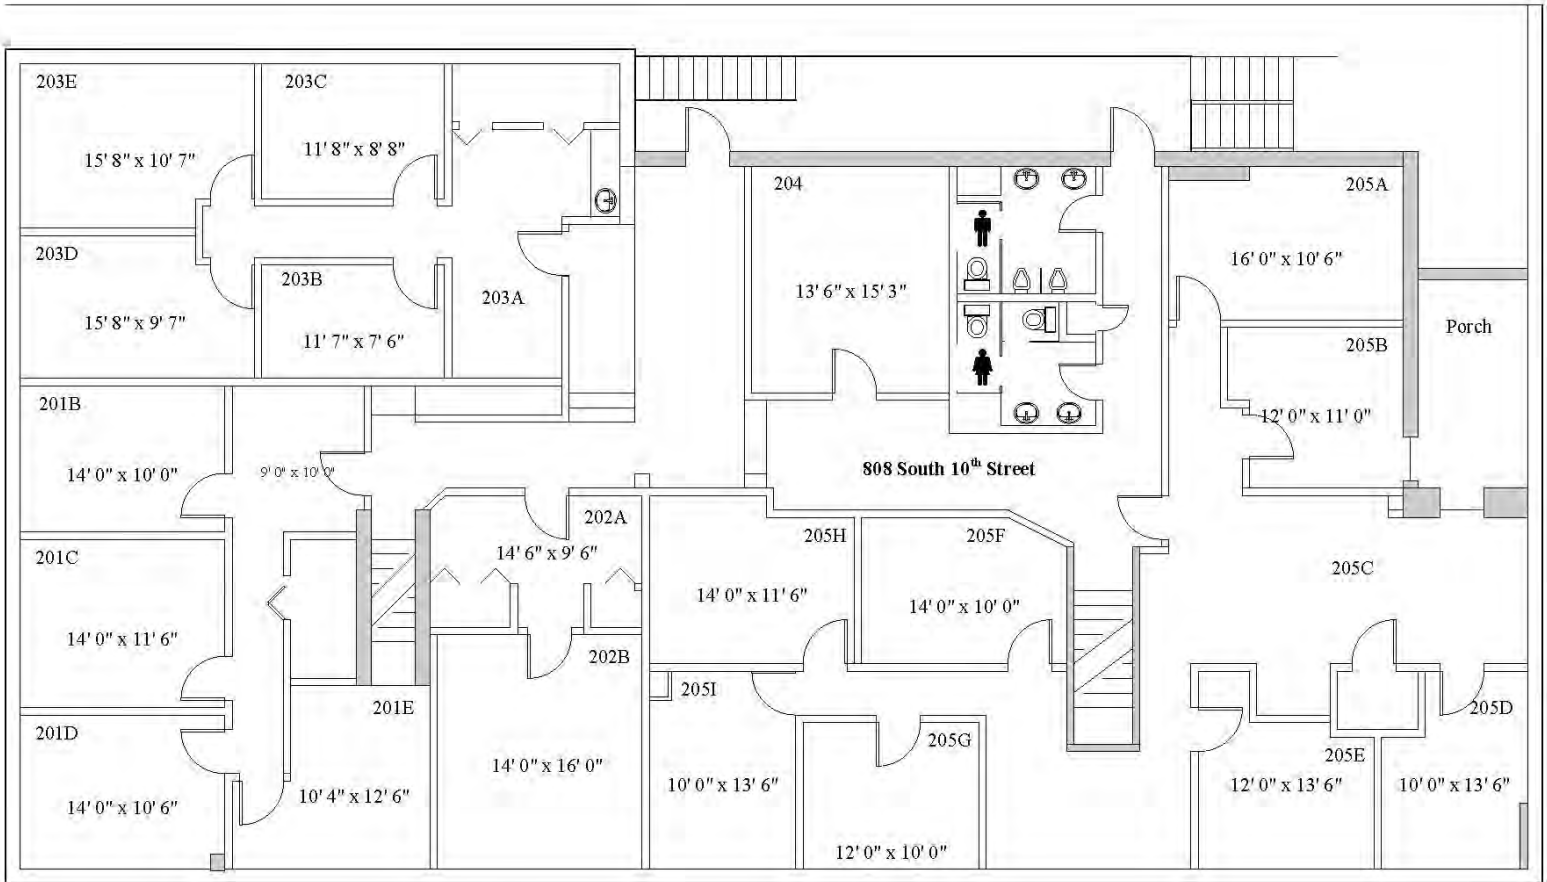 203E
203C
15' 8" x 10' 7"
11' 8" x 8' 8"
203D
203B
203A
15' 8" x 9' 7"
11' 7" x 7' 6"
204
13' 6" x 15' 3"
205A
16' 0" x 10' 6"
Porch
205B
12' 0" x 11' 0"
201B
14' 0" x 10' 0"
9' 0" x 10' 0"
808 South 10th Street
201C
14' 0" x 11' 6"
202A
14' 6" x 9' 6"
205H
14' 0" x 11' 6"
205F
14' 0" x 10' 0"
205C
201D
14' 0" x 10' 6"
201E
10' 4" x 12' 6"
202B
14' 0" x 16' 0"
205I
10' 0" x 13' 6"
205G
12' 0" x 10' 0"
205E
12' 0" x 13' 6"
205D
10' 0" x 13' 6"